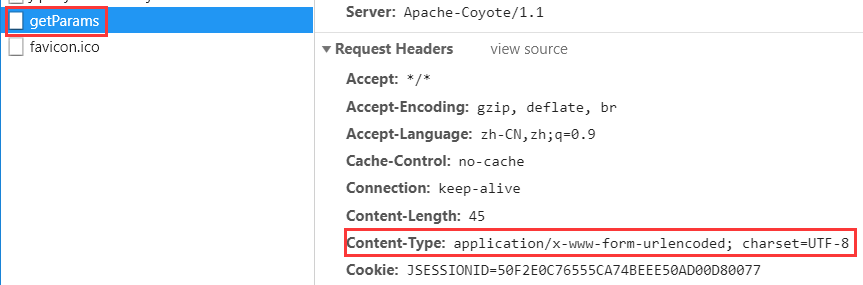 getParams
favicon.ico
Server: Apache-Coyote/1.1
Request Headers view source
Accept: */*
Accept-Encoding: gzip, deflate, br
Accept-Language: zh-CN,zh;q=0.9
Cache-Control: no-cache
Connection: keep-alive
Content-Length: 45
Content-Type: application/x-www-form-urlencoded; charset=UTF-8
Cookie: JSESSIONID=50F2E0C76555CA74BEEE50AD00D80077